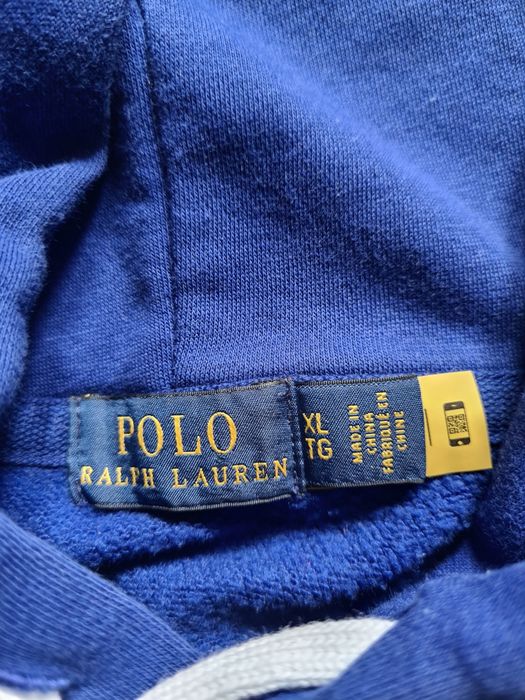 POLO
RALPH LAUREN
XL
TG
MADE IN
CHINA
FABRIQUÉ EN
CHINE